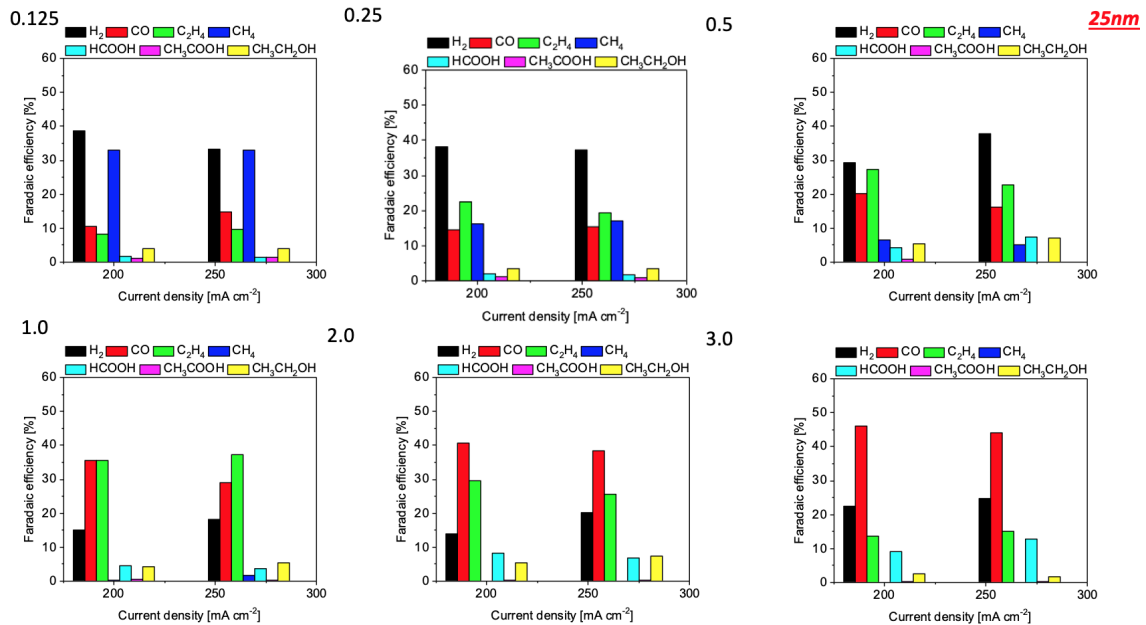 0.125
0.25
0.5
25nm
H₂ CO C₂H₄ CH₄
HCOOH CH₃COOH CH₃CH₂OH
60
50
40
30
20
10
0
Faradaic efficiency [%]
200 250 300
Current density [mA cm⁻²]
H₂ CO C₂H₄ CH₄
HCOOH CH₃COOH CH₃CH₂OH
60
50
40
30
20
10
0
Faradaic efficiency [%]
200 250 300
Current density [mA cm⁻²]
H₂ CO C₂H₄ CH₄
HCOOH CH₃COOH CH₃CH₂OH
60
50
40
30
20
10
0
Faradaic efficiency [%]
200 250 300
Current density [mA cm⁻²]
1.0
2.0
3.0
H₂ CO C₂H₄ CH₄
HCOOH CH₃COOH CH₃CH₂OH
60
50
40
30
20
10
0
Faradaic efficiency [%]
200 250 300
Current density [mA cm⁻²]
H₂ CO C₂H₄ CH₄
HCOOH CH₃COOH CH₃CH₂OH
60
50
40
30
20
10
0
Faradaic efficiency [%]
200 250 300
Current density [mA cm⁻²]
H₂ CO C₂H₄ CH₄
HCOOH CH₃COOH CH₃CH₂OH
60
50
40
30
20
10
0
Faradaic efficiency [%]
200 250 300
Current density [mA cm⁻²]